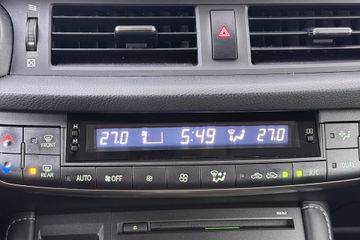 H
M
27.0 5:49 27.0
FRONT
REAR
AUTO OFF A/C DUAL